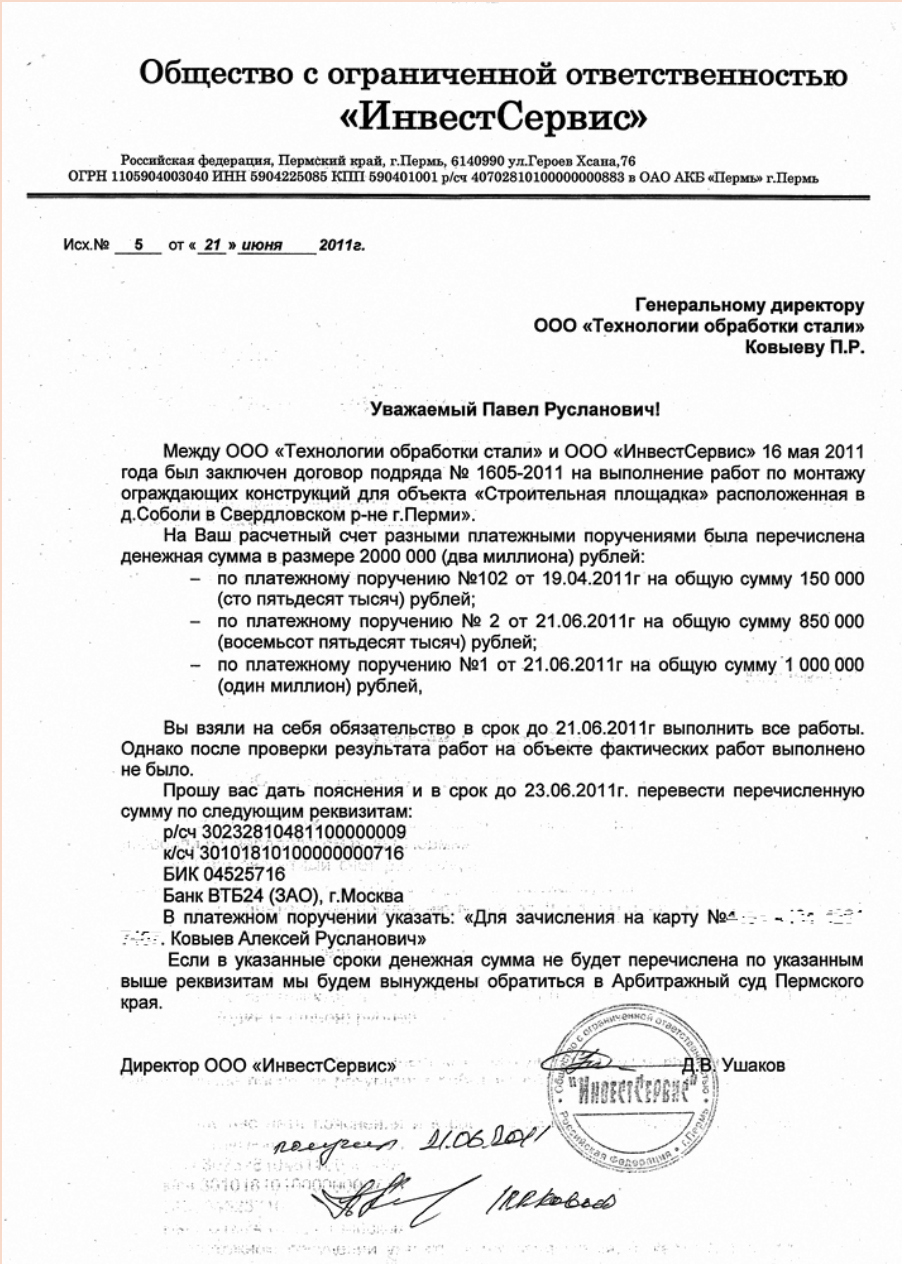 Общество с ограниченной ответственностью
«ИнвестСервис»
Российская федерация, Пермский край, г.Пермь, 6140990 ул.Героев Хсана,76
ОГРН 1105904003040 ИНН 5904225085 КПП 590401001 р/сч 40702810100000000883 в ОАО АКБ «Пермь» г.Пермь
Исх.№ 5 от « 21 » июня 2011г.
Генеральному директору
ООО «Технологии обработки стали»
Ковыеву П.Р.
Уважаемый Павел Русланович!
Между ООО «Технологии обработки стали» и ООО «ИнвестСервис» 16 мая 2011
года был заключен договор подряда № 1605-2011 на выполнение работ по монтажу
ограждающих конструкций для объекта «Строительная площадка» расположенная в
д.Соболи в Свердловском р-не г.Перми».
На Ваш расчетный счет разными платежными поручениями была перечислена
денежная сумма в размере 2000 000 (два миллиона) рублей:
– по платежному поручению №102 от 19.04.2011г на общую сумму 150 000
(сто пятьдесят тысяч) рублей;
– по платежному поручению № 2 от 21.06.2011г на общую сумму 850 000
(восемьсот пятьдесят тысяч) рублей;
– по платежному поручению №1 от 21.06.2011г на общую сумму 1 000 000
(один миллион) рублей,
Вы взяли на себя обязательство в срок до 21.06.2011г выполнить все работы.
Однако после проверки результата работ на объекте фактических работ выполнено
не было.
Прошу вас дать пояснения и в срок до 23.06.2011г. перевести перечисленную
сумму по следующим реквизитам:
р/сч 30232810481100000009
к/сч 30101810100000000716
БИК 04525716
Банк ВТБ24 (ЗАО), г.Москва
В платежном поручении указать: «Для зачисления на карту №
. Ковыев Алексей Русланович»
Если в указанные сроки денежная сумма не будет перечислена по указанным
выше реквизитам мы будем вынуждены обратиться в Арбитражный суд Пермского
края.
Директор ООО «ИнвестСервис» Д.В. Ушаков
Общество с ограниченной ответственностью
"ИНВЕСТСЕРВИС"
Российская Федерация • г.Пермь
получил 21.06.2011